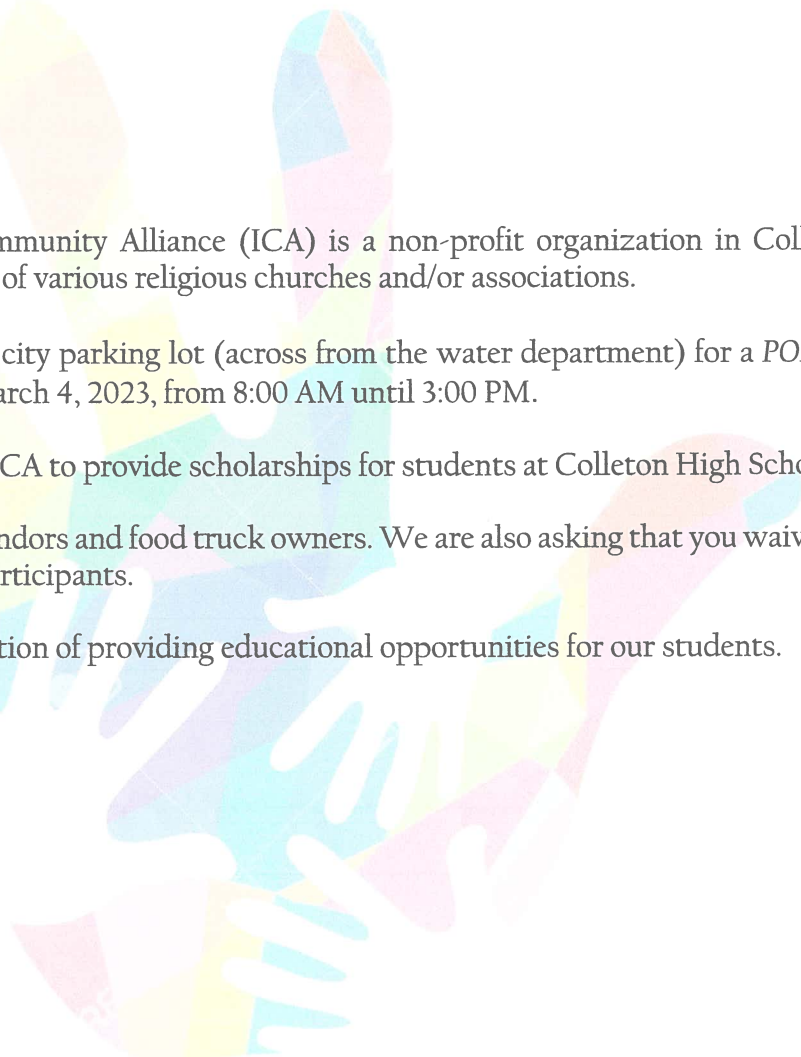 mmunity Alliance (ICA) is a non-profit organization in Coll
of various religious churches and/or associations.
city parking lot (across from the water department) for a PO
arch 4, 2023, from 8:00 AM until 3:00 PM.
CA to provide scholarships for students at Colleton High Scho
ndors and food truck owners. We are also asking that you waiv
rticipants.
tion of providing educational opportunities for our students.